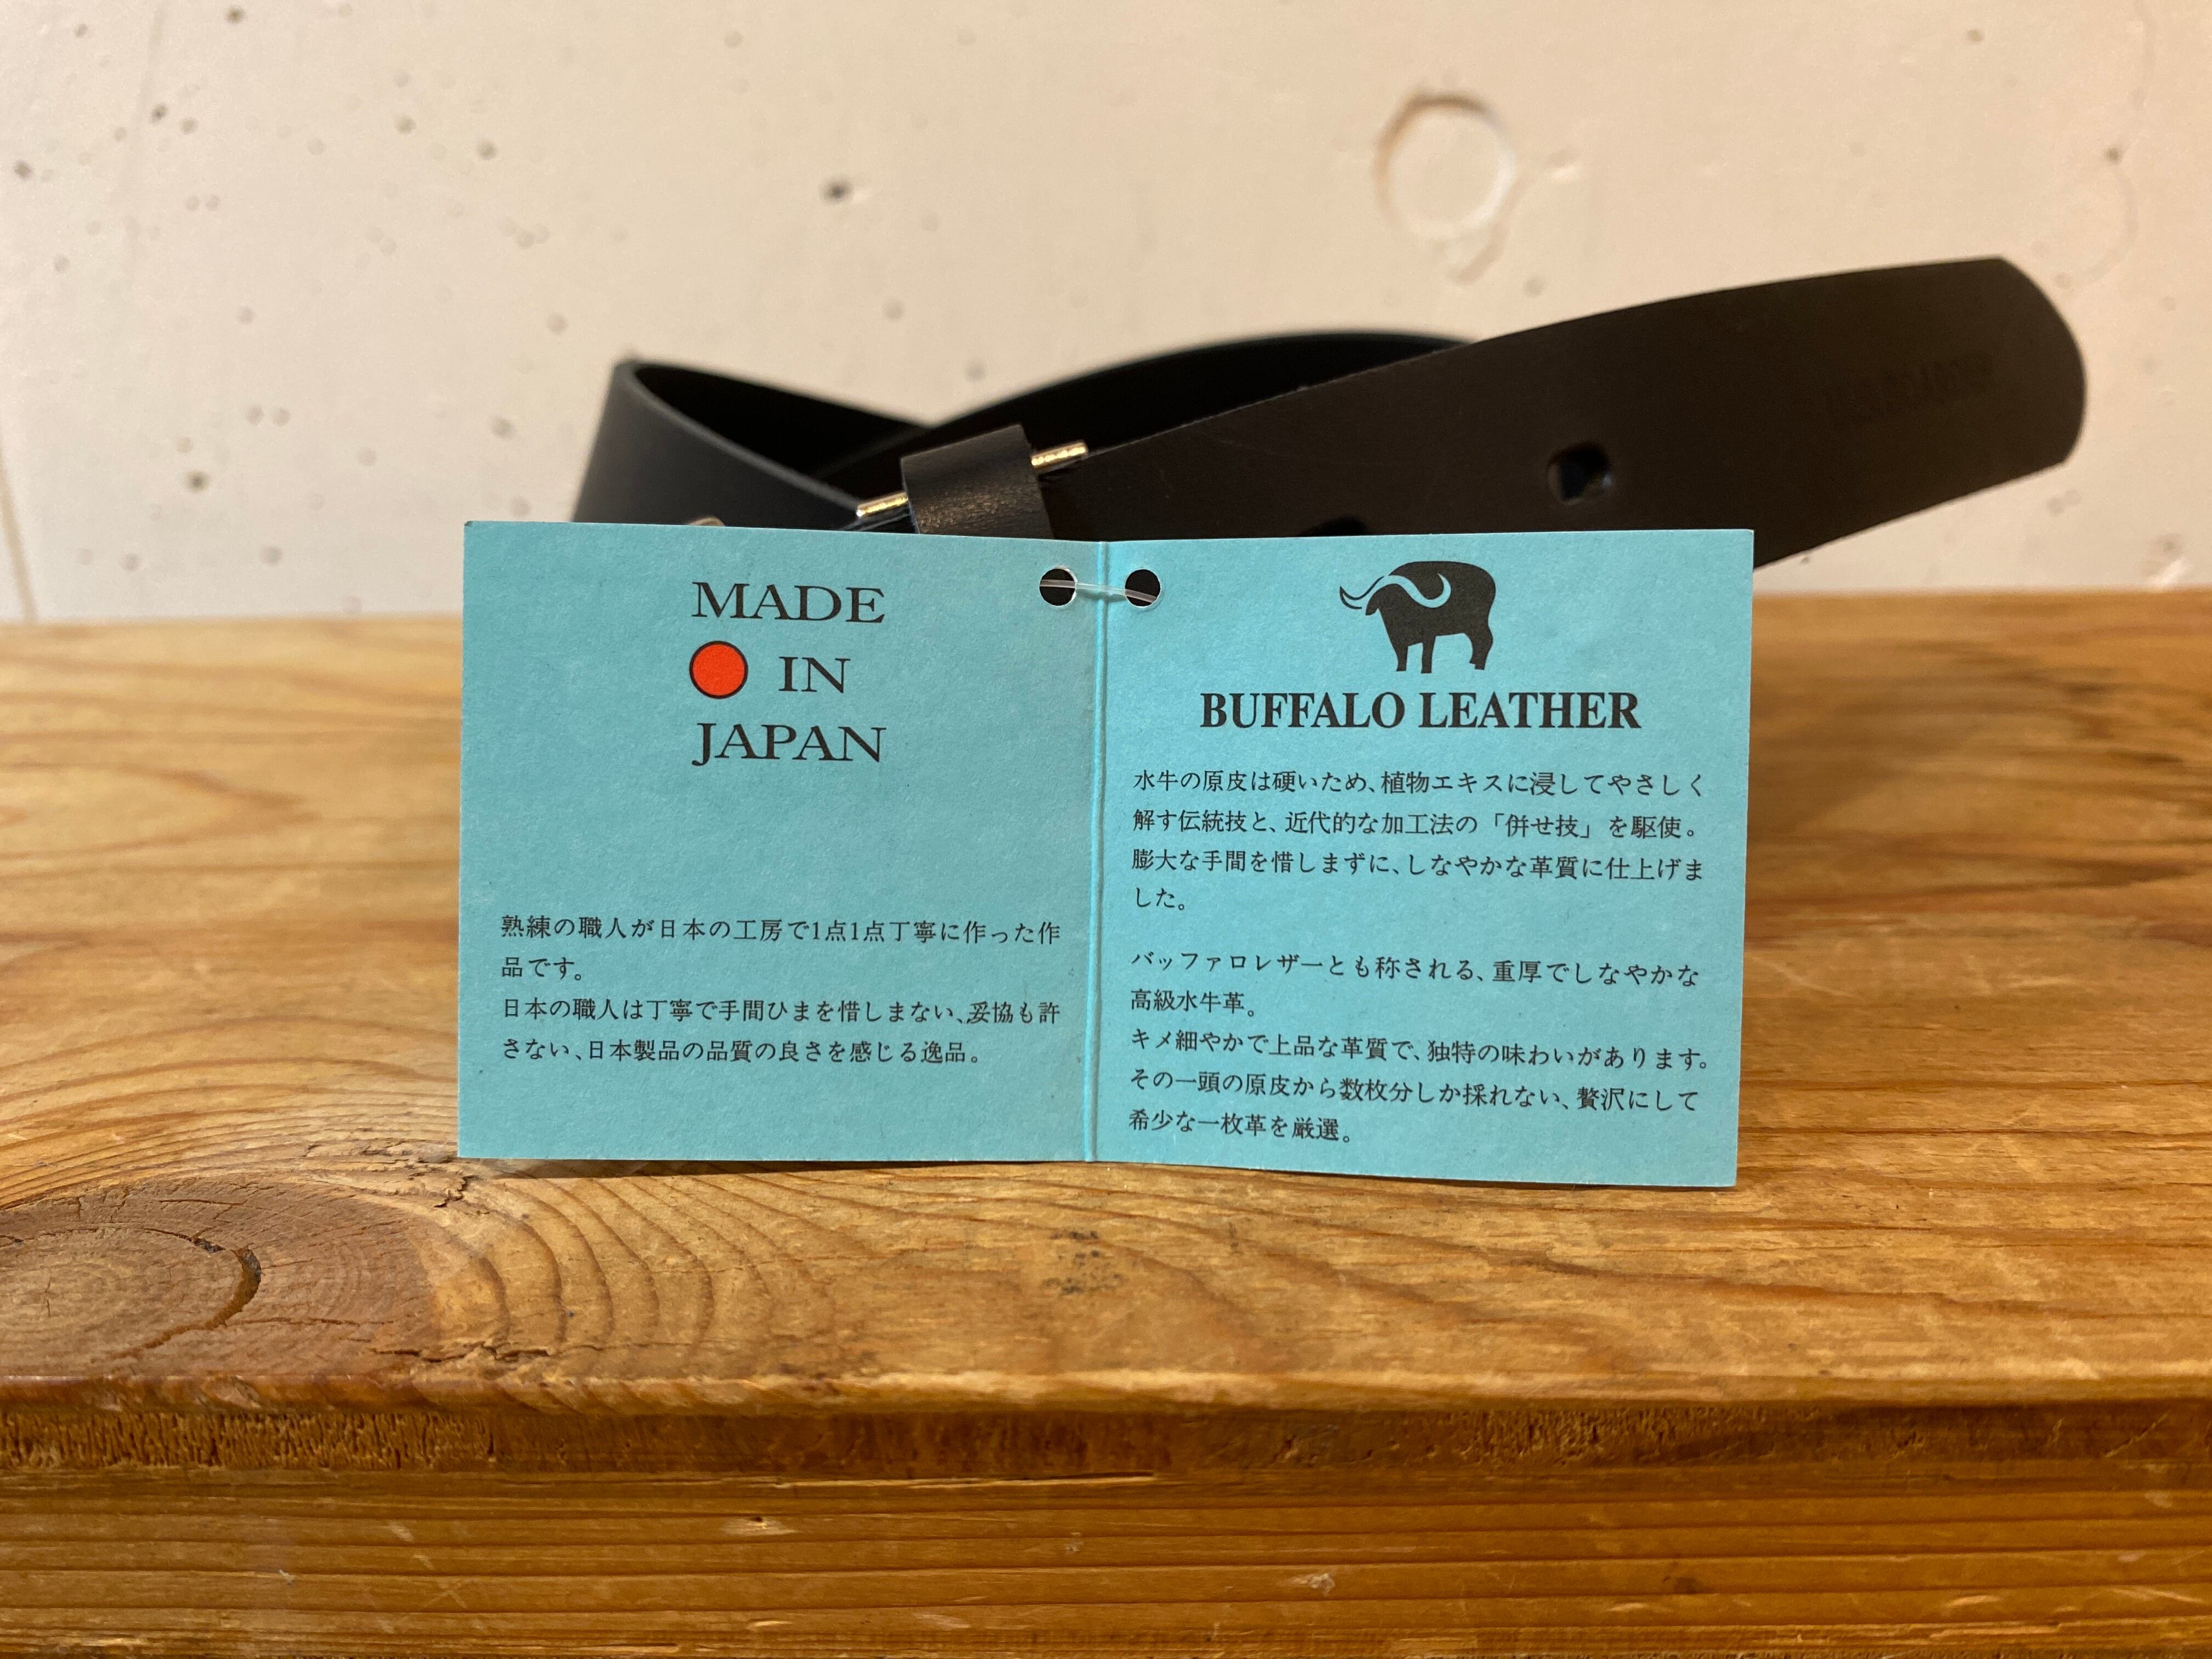 MADE
IN
JAPAN
熟練の職人が日本の工房で1点1点丁寧に作った作
品です。
日本の職人は丁寧で手間ひまを惜しまない、妥協も許
さない、日本製品の品質の良さを感じる逸品。
BUFFALO LEATHER
水牛の原皮は硬いため、植物エキスに浸してやさしく
解す伝統技と、近代的な加工法の「併せ技」を駆使。
膨大な手間を惜しまずに、しなやかな革質に仕上げま
した。
バッファロレザーとも称される、重厚でしなやかな
高級水牛革。
キメ細やかで上品な革質で、独特の味わいがあります。
その一頭の原皮から数枚分しか採れない、贅沢にして
希少な一枚革を厳選。